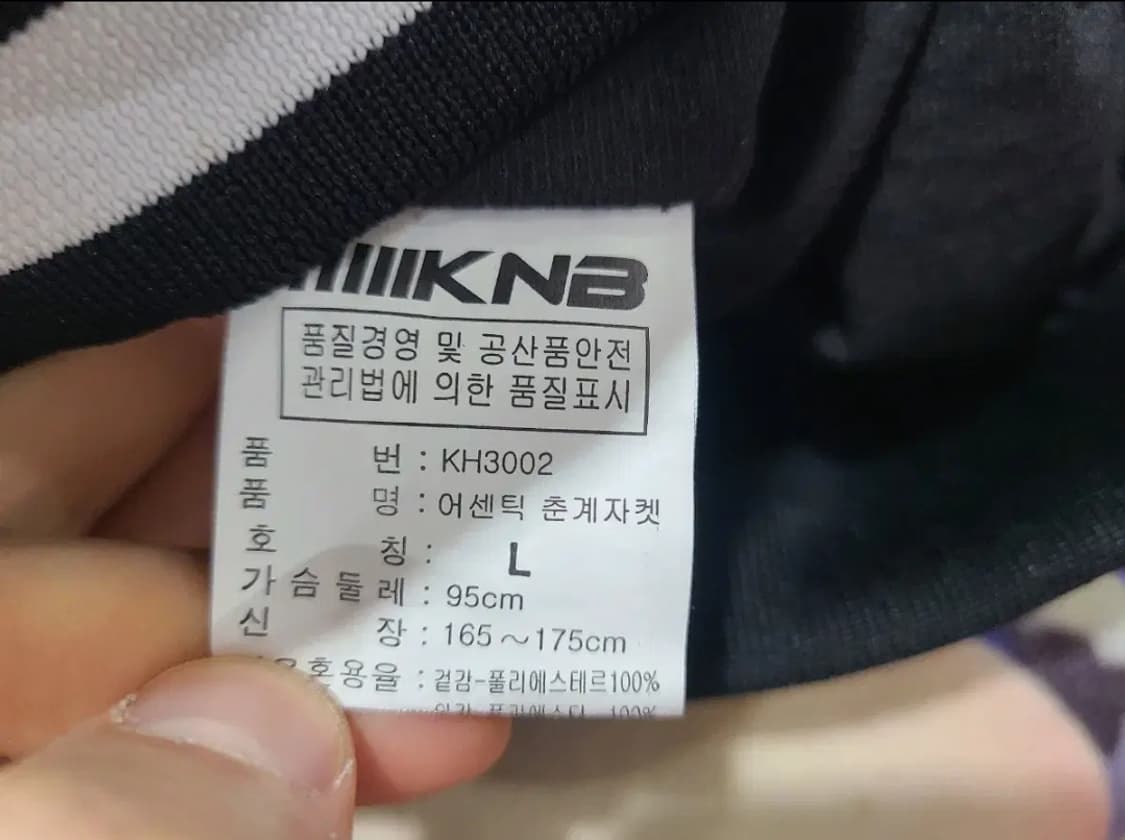 KNB
품질경영 및 공산품안전
관리법에 의한 품질표시
품 번 : KH3002
품 명 : 어센틱 춘계자켓
호 칭 : L
가 슴 둘 레 : 95cm
신 장 : 165～175cm
혼용율 : 겉감-폴리에스테르100%